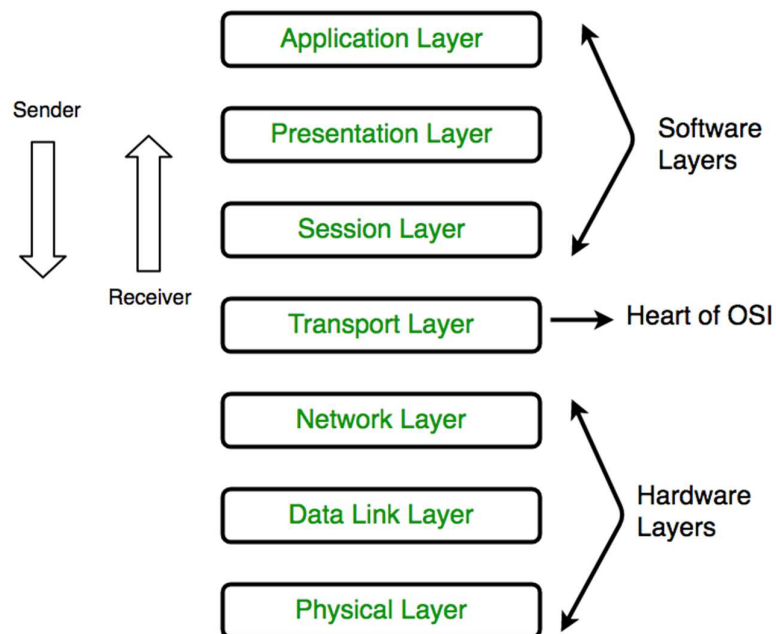 Application Layer
Sender
Presentation Layer
Software
Layers
Session Layer
Receiver
Transport Layer
Heart of OSI
Network Layer
Hardware
Layers
Data Link Layer
Physical Layer